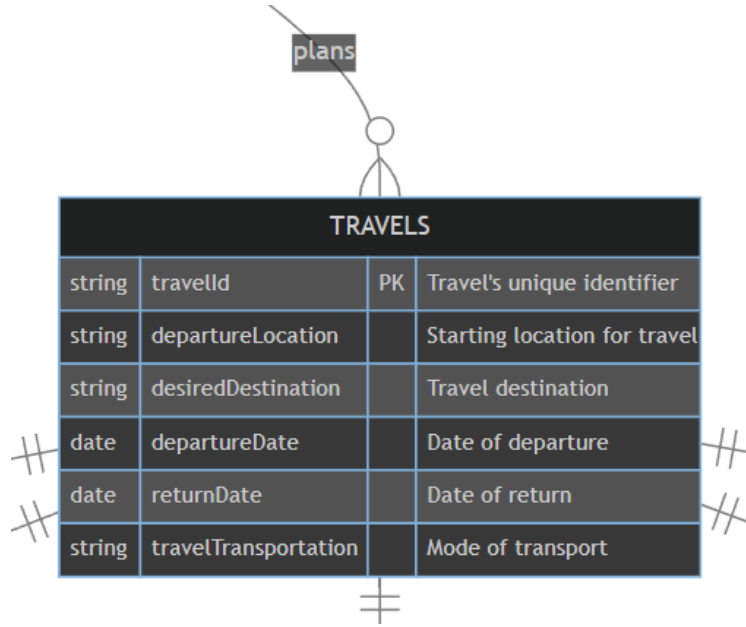 plans
TRAVELS
string travelId PK Travel's unique identifier
string departureLocation Starting location for travel
string desiredDestination Travel destination
date departureDate Date of departure
date returnDate Date of return
string travelTransportation Mode of transport